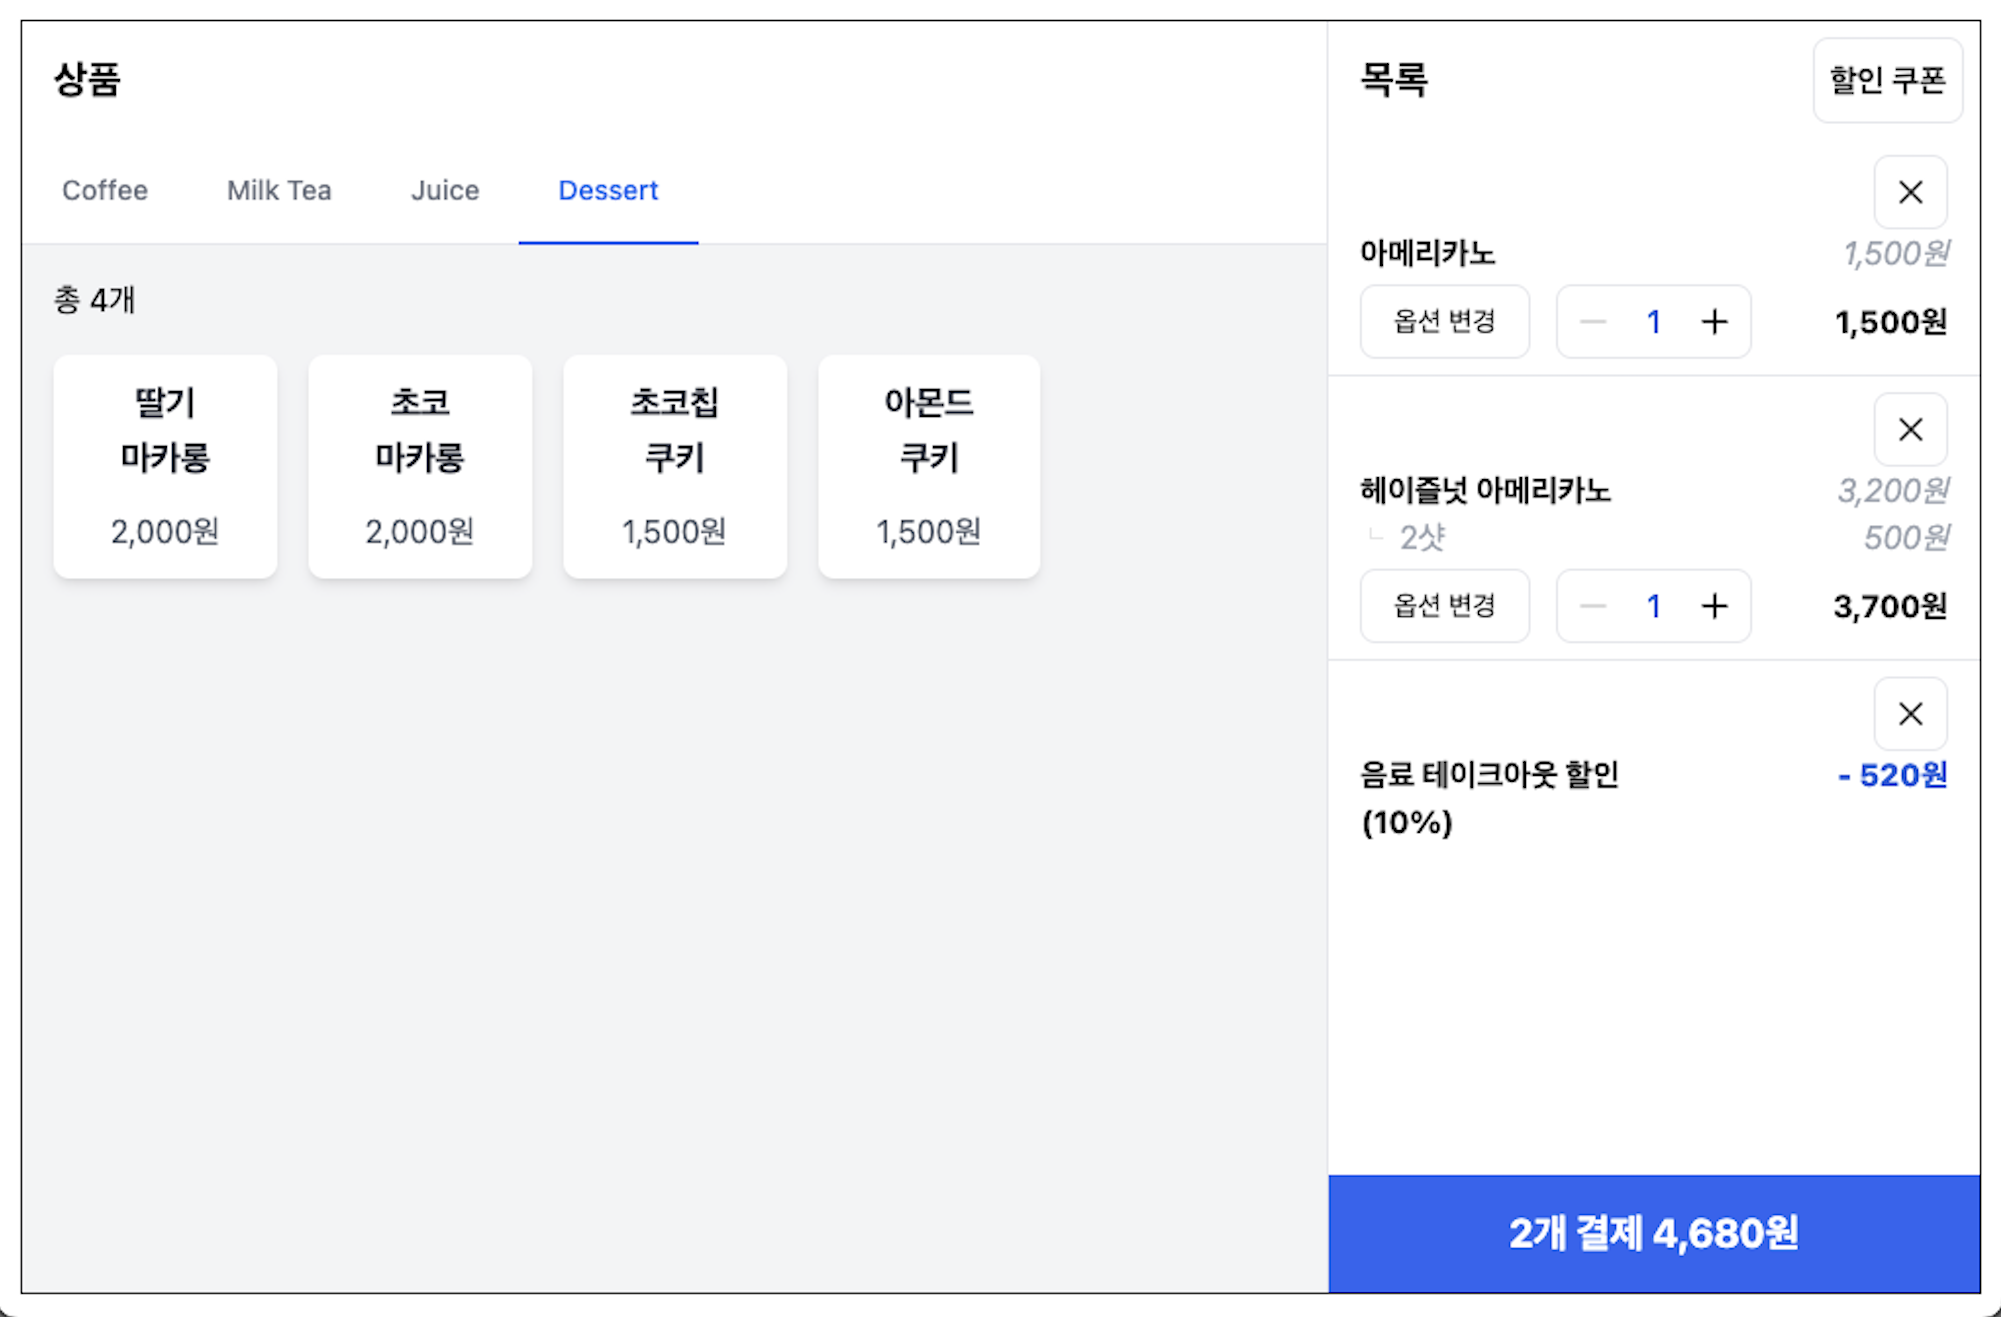 상품
Coffee
Milk Tea
Juice
Dessert
총 4개
딸기
마카롱
2,000원
초코
마카롱
2,000원
초코칩
쿠키
1,500원
아몬드
쿠키
1,500원
목록
할인 쿠폰
아메리카노
1,500원
옵션 변경
1
1,500원
헤이즐넛 아메리카노
3,200원
2샷
500원
옵션 변경
1
3,700원
음료 테이크아웃 할인
(10%)
- 520원
2개 결제 4,680원